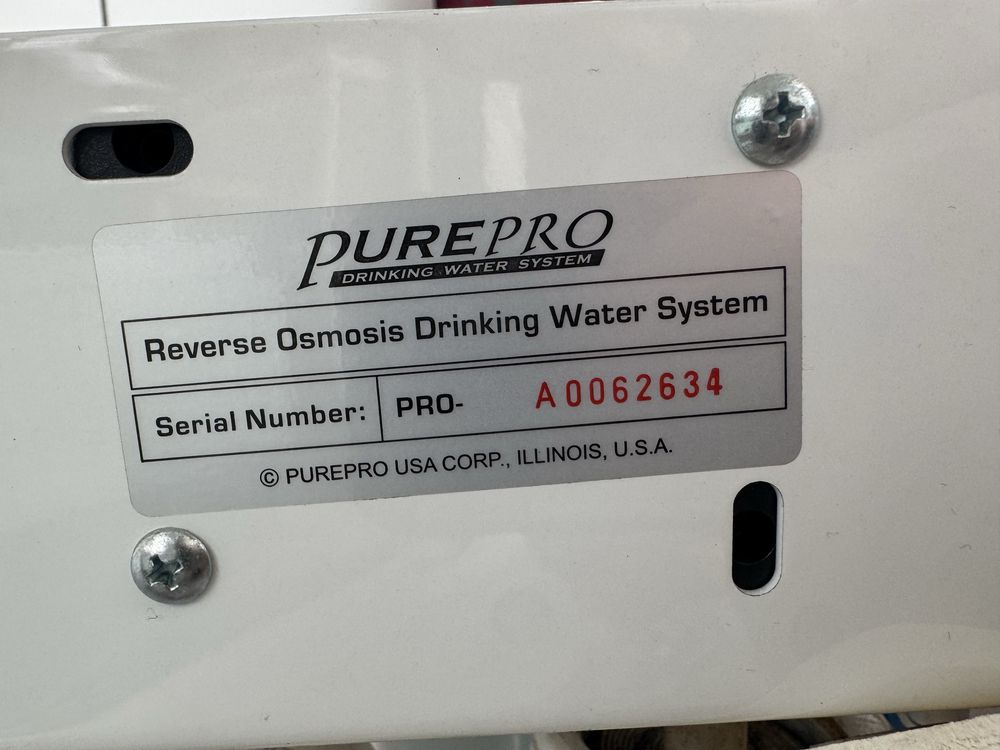 PUREPRO
DRINKING WATER SYSTEM
Reverse Osmosis Drinking Water System
Serial Number: PRO- A0062634
© PUREPRO USA CORP., ILLINOIS, U.S.A.